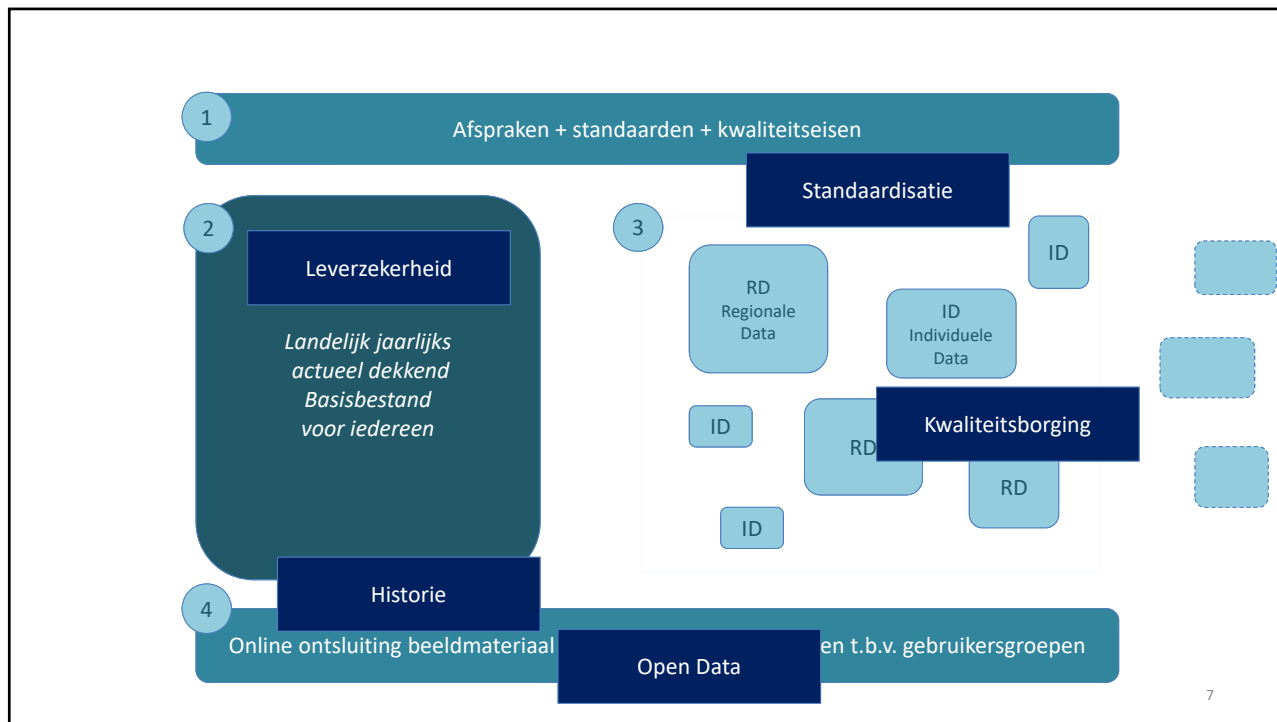 1
Afspraken + standaarden + kwaliteitseisen
Standaardisatie
2
Leverzekerheid
Landelijk jaarlijks
actueel dekkend
Basisbestand
voor iedereen
3
ID
RD
Regionale
Data
ID
Individuele
Data
ID
RD
Kwaliteitsborging
RD
ID
Historie
4
Online ontsluiting beeldmateriaal
en t.b.v. gebruikersgroepen
Open Data
7